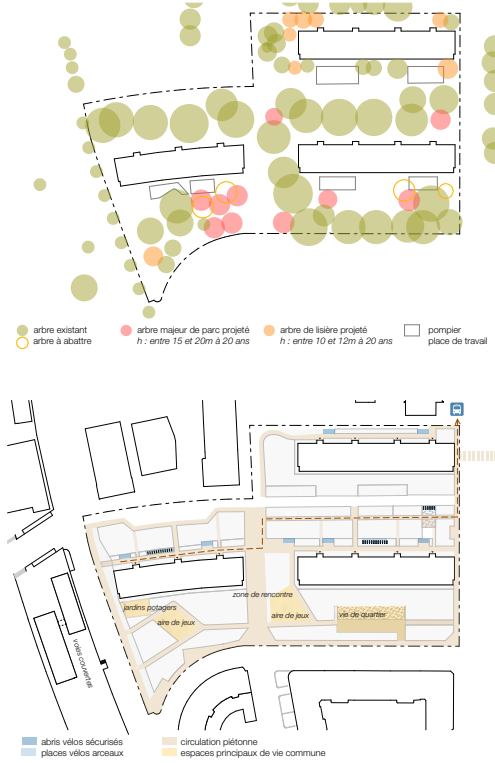 arbre existant
arbre à abattre
arbre majeur de parc projeté
h : entre 15 et 20m à 20 ans
arbre de lisière projeté
h : entre 10 et 12m à 20 ans
pompier
place de travail
zone de rencontre
jardins potagers
aire de jeux
aire de jeux
vie de quartier
voies couvertes
abris vélos sécurisés
places vélos arceaux
circulation piétonne
espaces principaux de vie commune